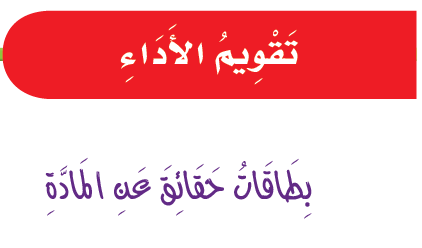 تَقْوِيمُ الأَدَاءِ
بِطَاقَاتُ حَقَائِقَ عَنِ المَادَّةِ